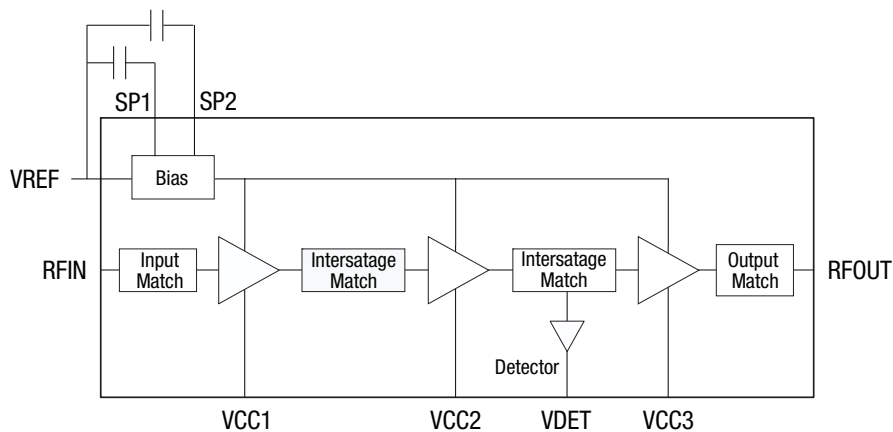 SP1
SP2
VREF
Bias
RFIN
Input
Match
Intersatage
Match
Intersatage
Match
Output
Match
RFOUT
Detector
VCC1
VCC2
VDET
VCC3